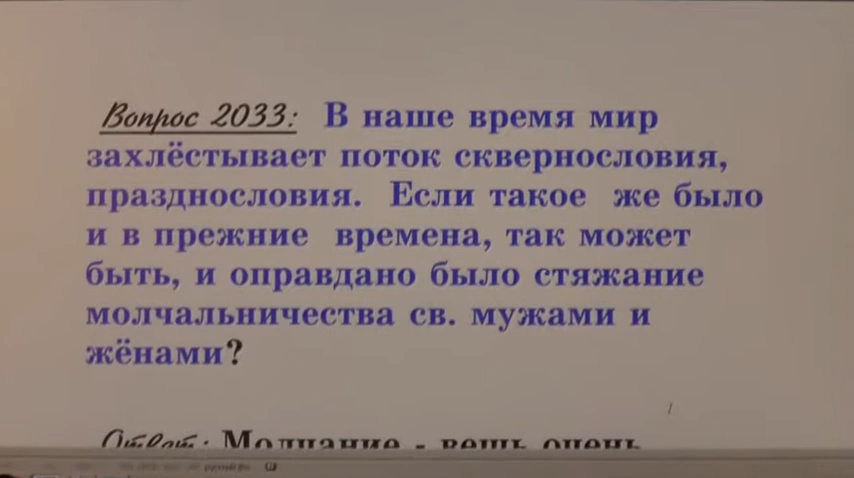 Вопрос 2033: В наше время мир
захлёстывает поток сквернословия,
празднословия. Если такое же было
и в прежние времена, так может
быть, и оправдано было стяжание
молчальничества св. мужами и
жёнами?
Ответ: Молчание - вещь очень